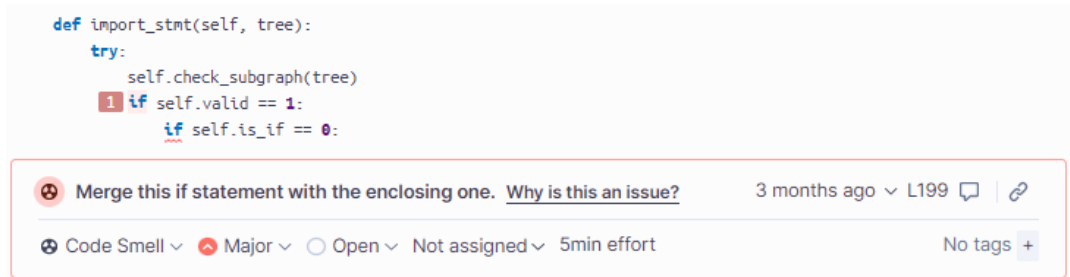 def import_stmt(self, tree):
try:
self.check_subgraph(tree)
1 if self.valid == 1:
if self.is_if == 0:
Merge this if statement with the enclosing one. Why is this an issue? 3 months ago L199
Code Smell Major Open Not assigned 5min effort No tags +